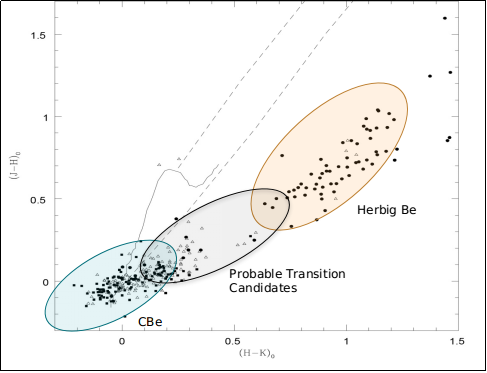 1.5
1
0.5
0
(J−H)₀
Herbig Be
Probable Transition
Candidates
CBe
0
0.5
1
1.5
(H−K)₀